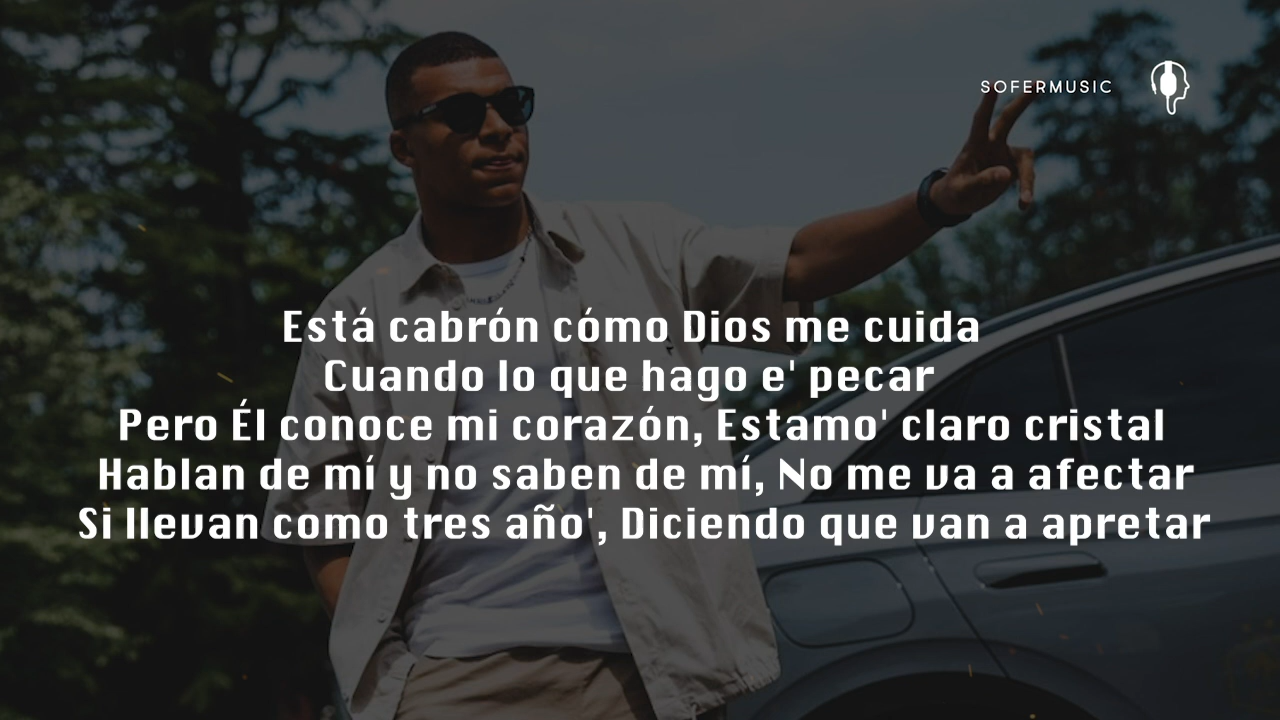 SOFERMUSIC
Está cabrón cómo Dios me cuida
Cuando lo que hago e' pecar
Pero Él conoce mi corazón, Estamo' claro cristal
Hablan de mí y no saben de mí, No me va a afectar
Si llevan como tres año', Diciendo que van a apretar